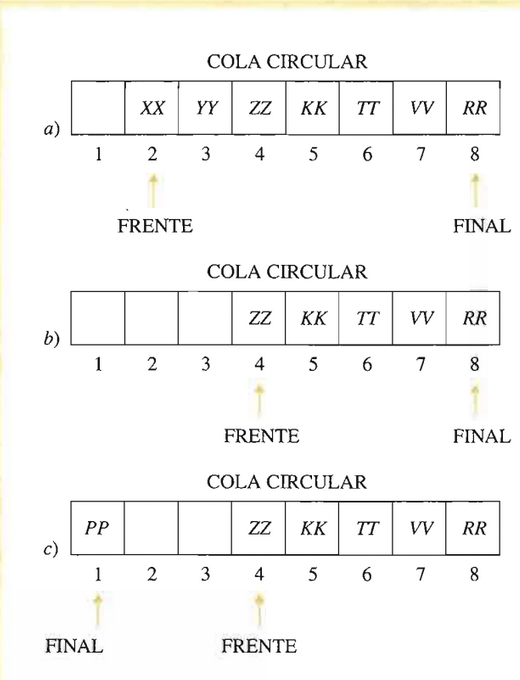 COLA CIRCULAR
a) XX YY ZZ KK TT VV RR
1 2 3 4 5 6 7 8
FRENTE FINAL
COLA CIRCULAR
b) ZZ KK TT VV RR
1 2 3 4 5 6 7 8
FRENTE FINAL
COLA CIRCULAR
c) PP ZZ KK TT VV RR
1 2 3 4 5 6 7 8
FINAL FRENTE